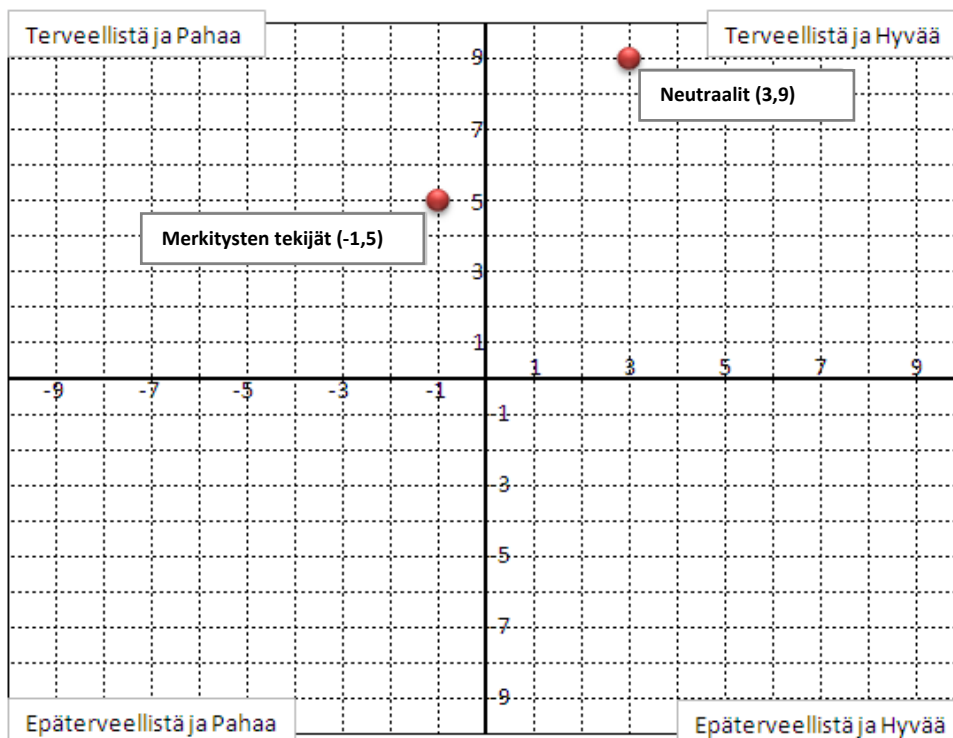 Terveellistä ja Pahaa
Terveellistä ja Hyvää
9
Neutraalit (3,9)
7
5
Merkitysten tekijät (-1,5)
3
1
1 3 5 7 9
-9 -7 -5 -3 -1
-1
-3
-5
-7
-9
Epäterveellistä ja Pahaa
Epäterveellistä ja Hyvää